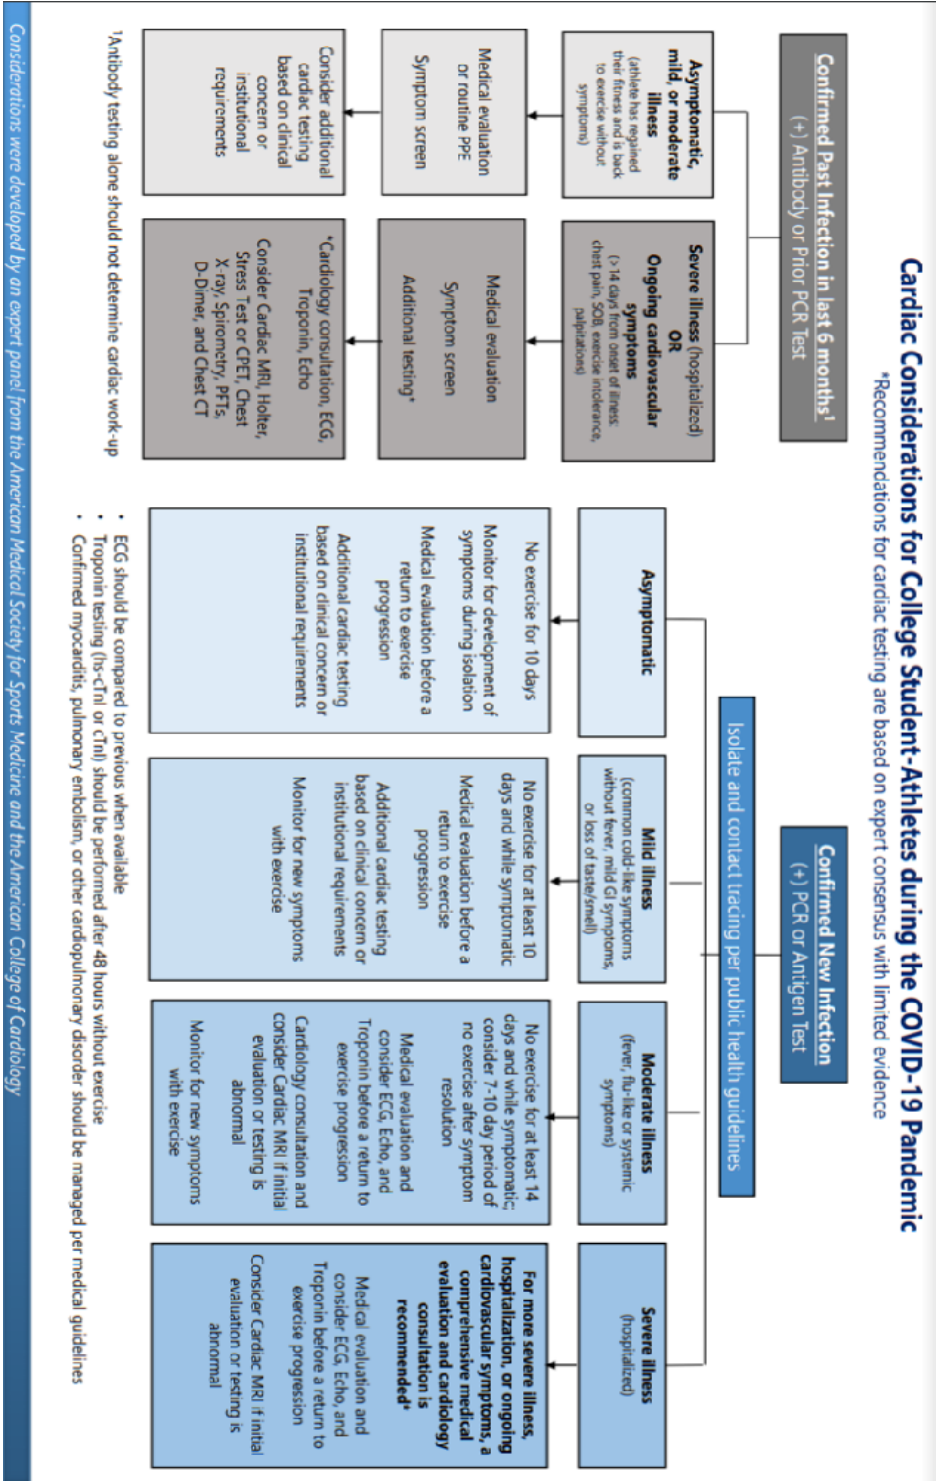 Cardiac Considerations for College Student-Athletes during the COVID-19 Pandemic
*Recommendations for cardiac testing are based on expert consensus with limited evidence
Confirmed Past Infection in last 6 months¹
(+) Antibody or Prior PCR Test
Asymptomatic,
mild, or moderate
illness
(athlete has regained
their fitness and is back
to exercise without
symptoms)
Medical evaluation
or routine PPE
Symptom screen
Consider additional
cardiac testing
based on clinical
concern or
institutional
requirements
Severe illness (hospitalized)
OR
Ongoing cardiovascular
symptoms
(>14 days from onset of illness:
chest pain, SOB, exercise intolerance,
palpitations)
Medical evaluation
Symptom screen
Additional testing*
*Cardiology consultation, ECG,
Troponin, Echo
Consider Cardiac MRI, Holter,
Stress Test or CPET, Chest
X-ray, Spirometry, PFTs,
D-Dimer, and Chest CT
¹Antibody testing alone should not determine cardiac work-up
Confirmed New Infection
(+) PCR or Antigen Test
Isolate and contact tracing per public health guidelines
Asymptomatic
No exercise for 10 days
Monitor for development of
symptoms during isolation
Medical evaluation before a
return to exercise
progression
Additional cardiac testing
based on clinical concern or
institutional requirements
Mild illness
(common cold-like symptoms
without fever, mild GI symptoms,
or loss of taste/smell)
No exercise for at least 10
days and while symptomatic
Medical evaluation before a
return to exercise
progression
Additional cardiac testing
based on clinical concern or
institutional requirements
Monitor for new symptoms
with exercise
Moderate illness
(fever, flu-like or systemic
symptoms)
No exercise for at least 14
days and while symptomatic;
consider 7-10 day period of
no exercise after symptom
resolution
Medical evaluation and
consider ECG, Echo, and
Troponin before a return to
exercise progression
Cardiology consultation and
consider Cardiac MRI if initial
evaluation or testing is
abnormal
Monitor for new symptoms
with exercise
Severe illness
(hospitalized)
For more severe illness,
hospitalization, or ongoing
cardiovascular symptoms, a
comprehensive medical
evaluation and cardiology
consultation is
recommended*
Medical evaluation and
consider ECG, Echo, and
Troponin before a return to
exercise progression
Consider Cardiac MRI if initial
evaluation or testing is
abnormal
• ECG should be compared to previous when available
• Troponin testing (hs-cTnI or cTnI) should be performed after 48 hours without exercise
• Confirmed myocarditis, pulmonary embolism, or other cardiopulmonary disorder should be managed per medical guidelines
Considerations were developed by an expert panel from the American Medical Society for Sports Medicine and the American College of Cardiology